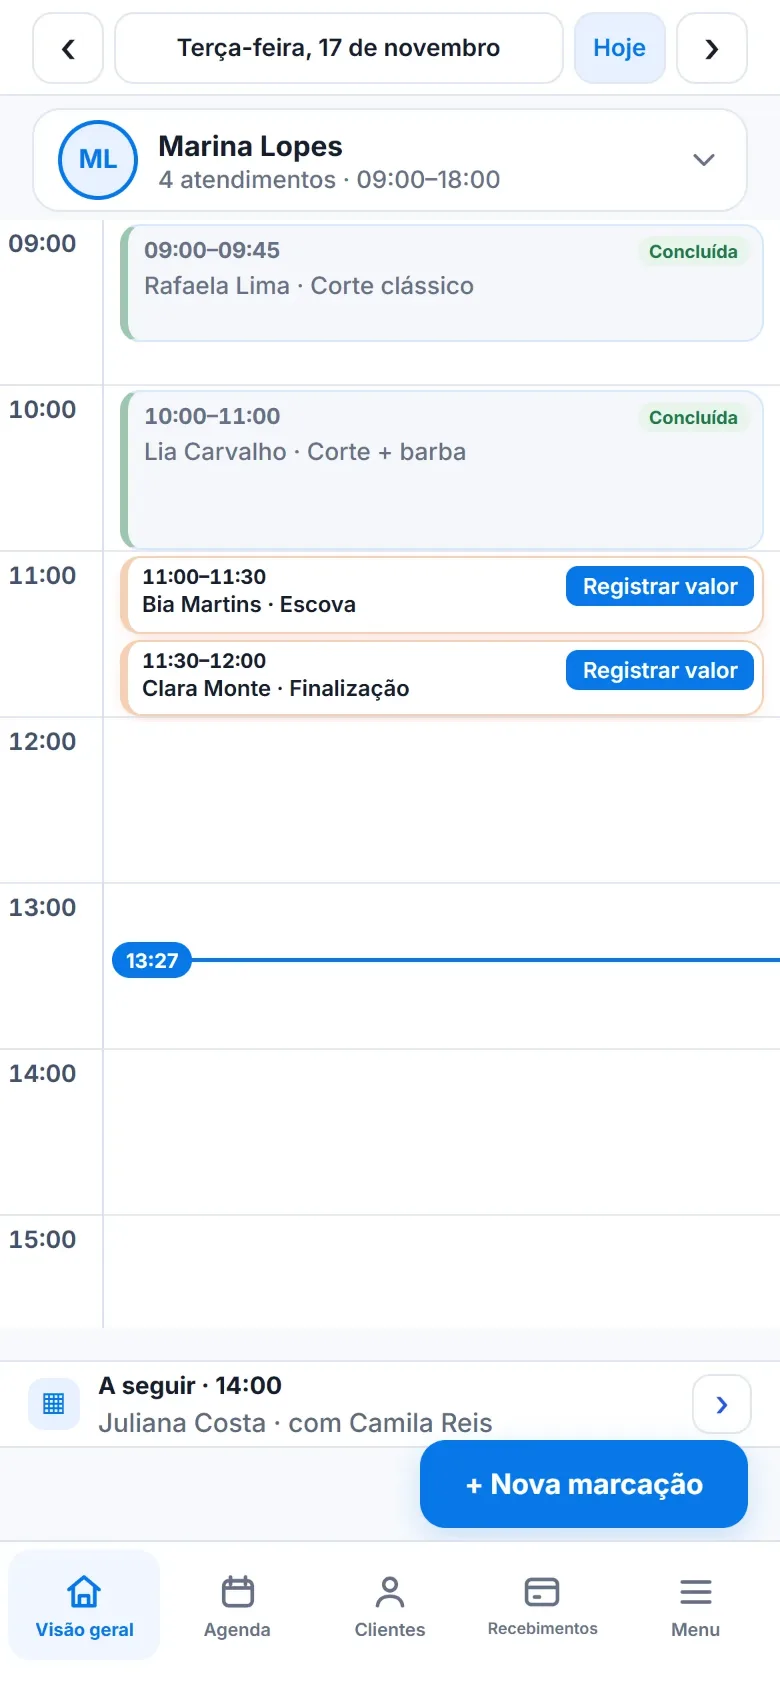 Terça-feira, 17 de novembro
Hoje
ML
Marina Lopes
4 atendimentos · 09:00–18:00
09:00
09:00–09:45
Concluída
Rafaela Lima · Corte clássico
10:00
10:00–11:00
Concluída
Lia Carvalho · Corte + barba
11:00
11:00–11:30
Bia Martins · Escova
Registrar valor
11:30–12:00
Clara Monte · Finalização
Registrar valor
12:00
13:00
13:27
14:00
15:00
A seguir · 14:00
Juliana Costa · com Camila Reis
+ Nova marcação
Visão geral
Agenda
Clientes
Recebimentos
Menu